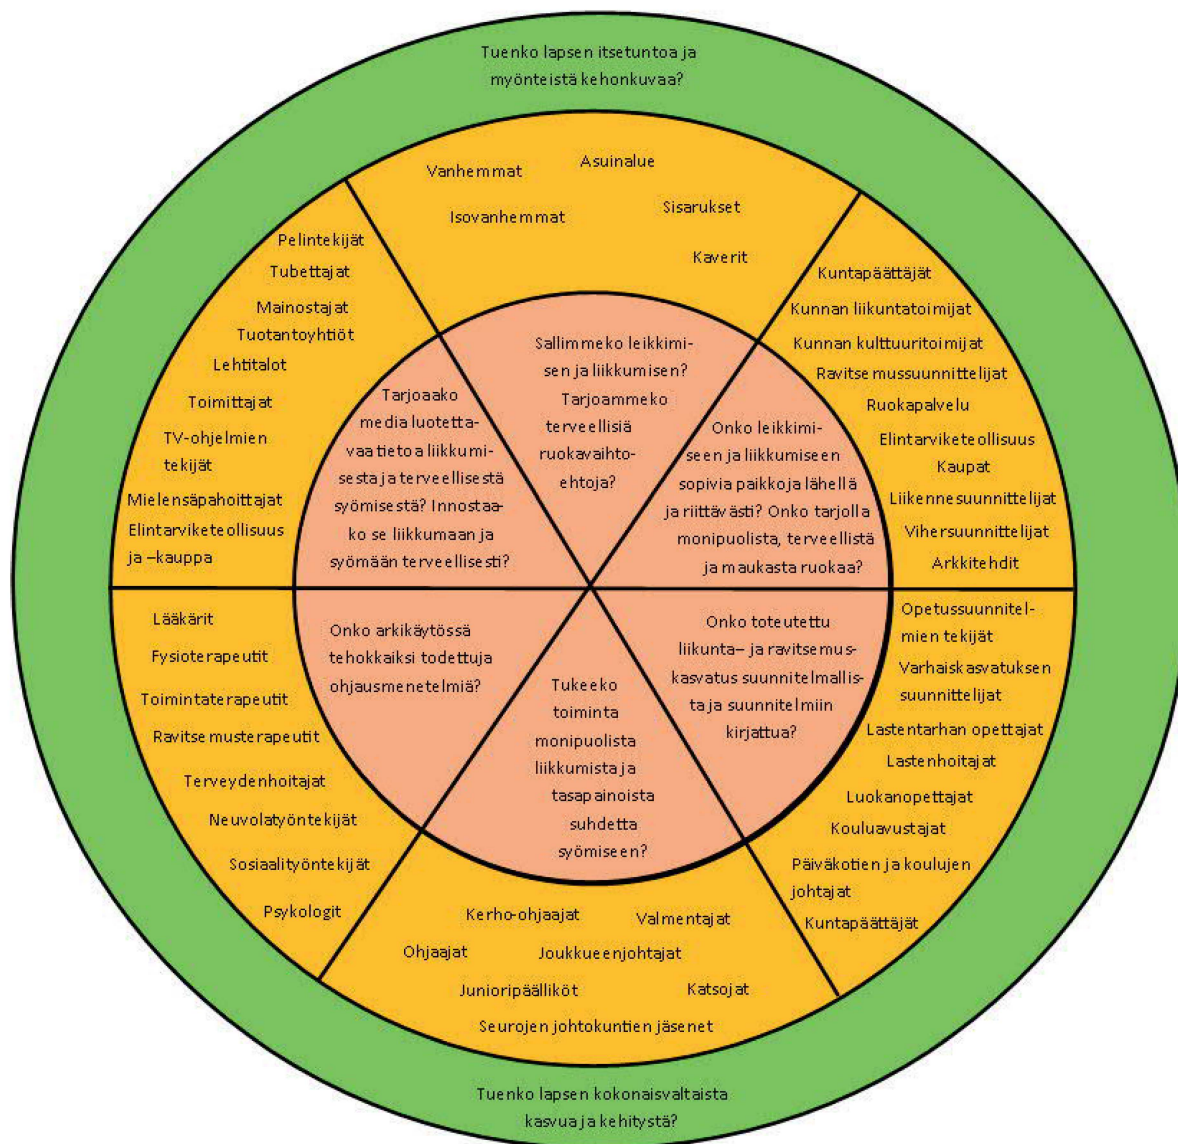 Tuenko lapsen itsetuntoa ja
myönteistä kehonkuvaa?
Vanhemmat
Asuinalue
Isovanhemmat
Sisarukset
Kaverit
Sallimmeko leikkimi-
sen ja liikkumisen?
Tarjoammeko
terveellisiä
ruokavaihto-
ehtoja?
Kuntapäättäjät
Kunnan liikuntatoimijat
Kunnan kulttuuritoimijat
Ravitsemussuunnittelijat
Ruokapalvelu
Elintarviketeollisuus
Kaupat
Liikennesuunnittelijat
Vihersuunnittelijat
Arkkitehdit
Onko leikkimi-
seen ja liikkumiseen
sopivia paikkoja lähellä
ja riittävästi? Onko tarjolla
monipuolista, terveellistä
ja maukasta ruokaa?
Opetussuunnitel-
mien tekijät
Varhaiskasvatuksen
suunnittelijat
Lastentarhan opettajat
Lastenhoitajat
Luokanopettajat
Kouluavustajat
Päiväkotien ja koulujen
johtajat
Kuntapäättäjät
Onko toteutettu
liikunta– ja ravitsemus-
kasvatus suunnitelmallis-
ta ja suunnitelmiin
kirjattua?
Tukeeko
toiminta
monipuolista
liikkumista ja
tasapainoista
suhdetta
syömiseen?
Kerho-ohjaajat
Valmentajat
Ohjaajat
Joukkueenjohtajat
Junioripäälliköt
Katsojat
Seurojen johtokuntien jäsenet
Onko arkikäytössä
tehokkaiksi todettuja
ohjausmenetelmiä?
Lääkärit
Fysioterapeutit
Toimintaterapeutit
Ravitsemusterapeutit
Terveydenhoitajat
Neuvolatyöntekijät
Sosiaalityöntekijät
Psykologit
Pelintekijät
Tubettajat
Mainostajat
Tuotantoyhtiöt
Lehtitalot
Toimittajat
TV-ohjelmien
tekijät
Mielensäpahoittajat
Elintarviketeollisuus
ja –kauppa
Tarjoaako
media luotetta-
vaa tietoa liikkumi-
sesta ja terveellisestä
syömisestä? Innostaa-
ko se liikkumaan ja
syömään terveellisesti?
Tuenko lapsen kokonaisvaltaista
kasvua ja kehitystä?